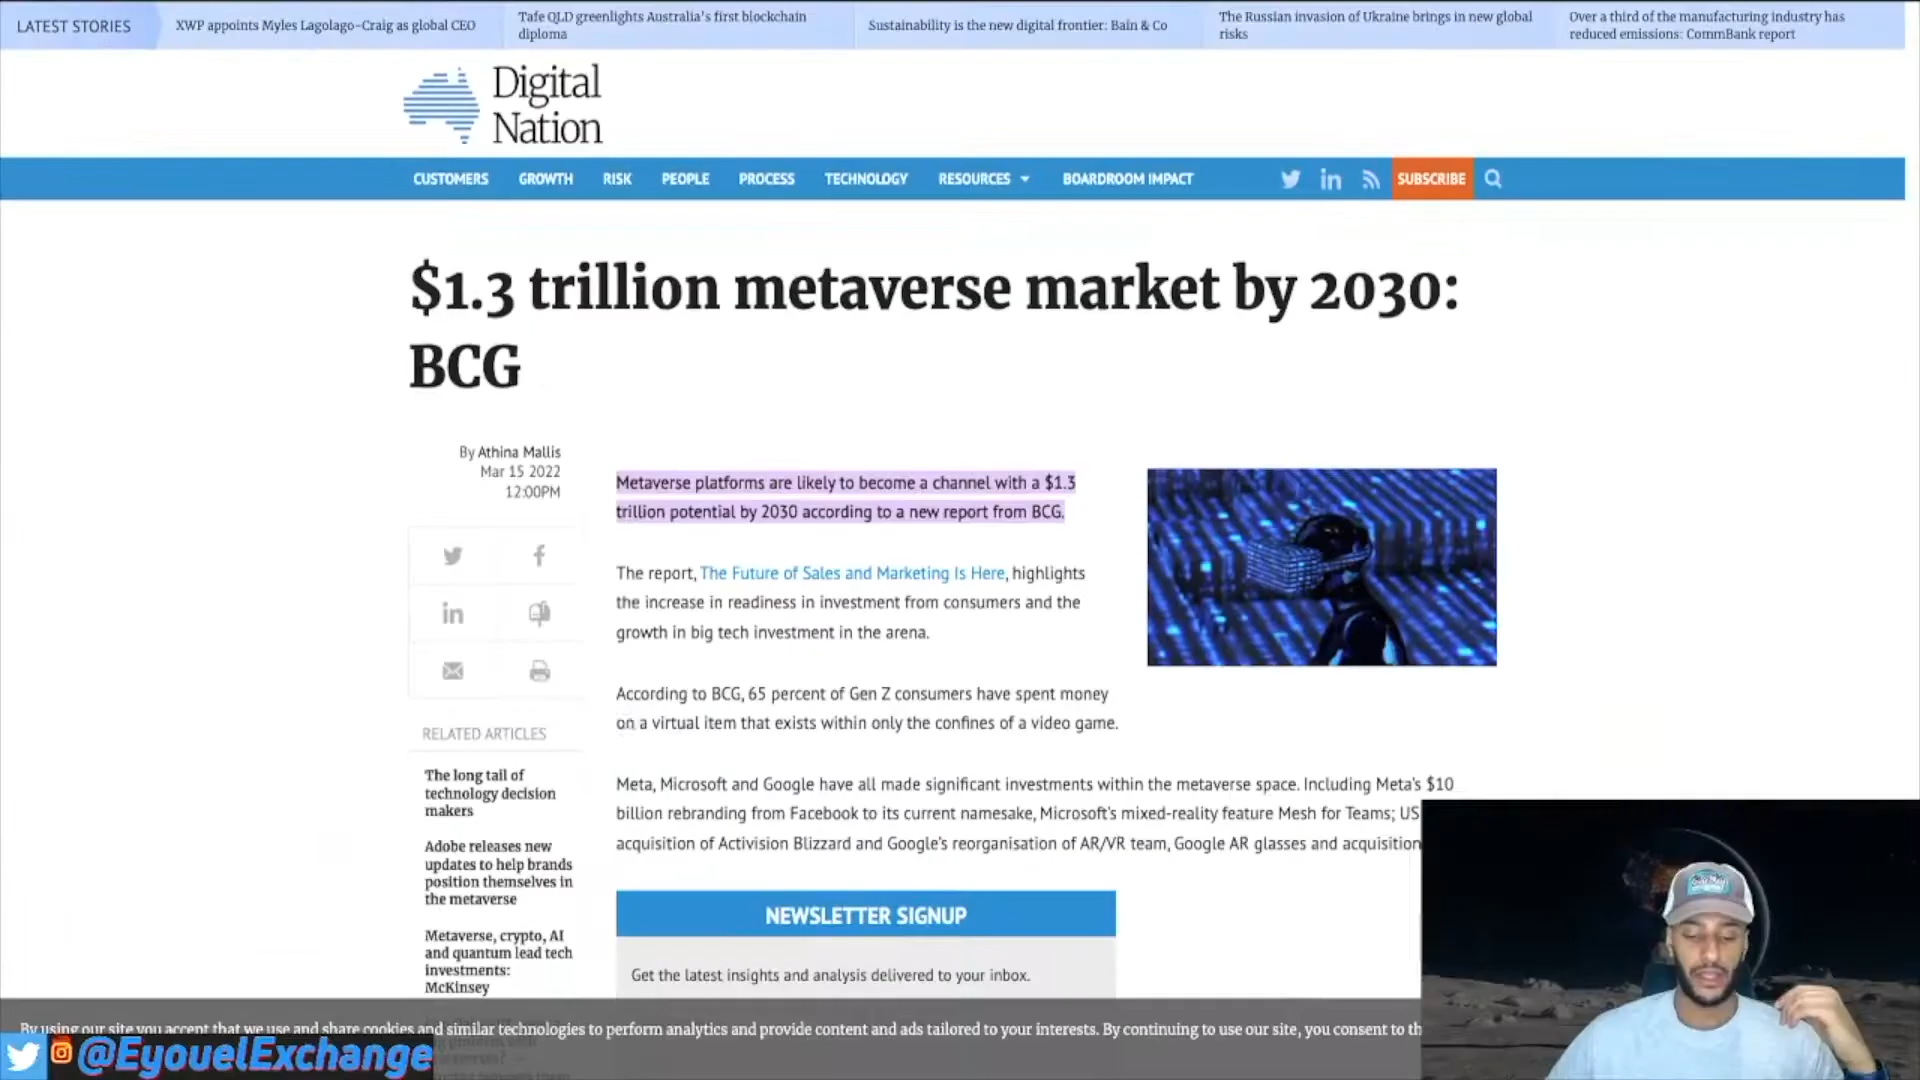 LATEST STORIES
XWP appoints Myles Lagolago-Craig as global CEO
Tafe QLD greenlights Australia's first blockchain
diploma
Sustainability is the new digital frontier: Bain & Co
The Russian invasion of Ukraine brings in new global
risks
Over a third of the manufacturing industry has
reduced emissions: CommBank report
Digital
Nation
CUSTOMERS GROWTH RISK PEOPLE PROCESS TECHNOLOGY RESOURCES BOARDROOM IMPACT SUBSCRIBE
$1.3 trillion metaverse market by 2030:
BCG
By Athina Mallis
Mar 15 2022
12:00PM
Metaverse platforms are likely to become a channel with a $1.3
trillion potential by 2030 according to a new report from BCG.
The report, The Future of Sales and Marketing Is Here, highlights
the increase in readiness in investment from consumers and the
growth in big tech investment in the arena.
According to BCG, 65 percent of Gen Z consumers have spent money
on a virtual item that exists within only the confines of a video game.
Meta, Microsoft and Google have all made significant investments within the metaverse space. Including Meta's $10
billion rebranding from Facebook to its current namesake, Microsoft's mixed-reality feature Mesh for Teams; US
acquisition of Activision Blizzard and Google's reorganisation of AR/VR team, Google AR glasses and acquisition
RELATED ARTICLES
The long tail of
technology decision
makers
Adobe releases new
updates to help brands
position themselves in
the metaverse
Metaverse, crypto, AI
and quantum lead tech
investments:
McKinsey
NEWSLETTER SIGNUP
Get the latest insights and analysis delivered to your inbox.
By using our site you accept that we use and share cookies and similar technologies to perform analytics and provide content and ads tailored to your interests. By continuing to use our site, you consent to th
@EyouelExchange